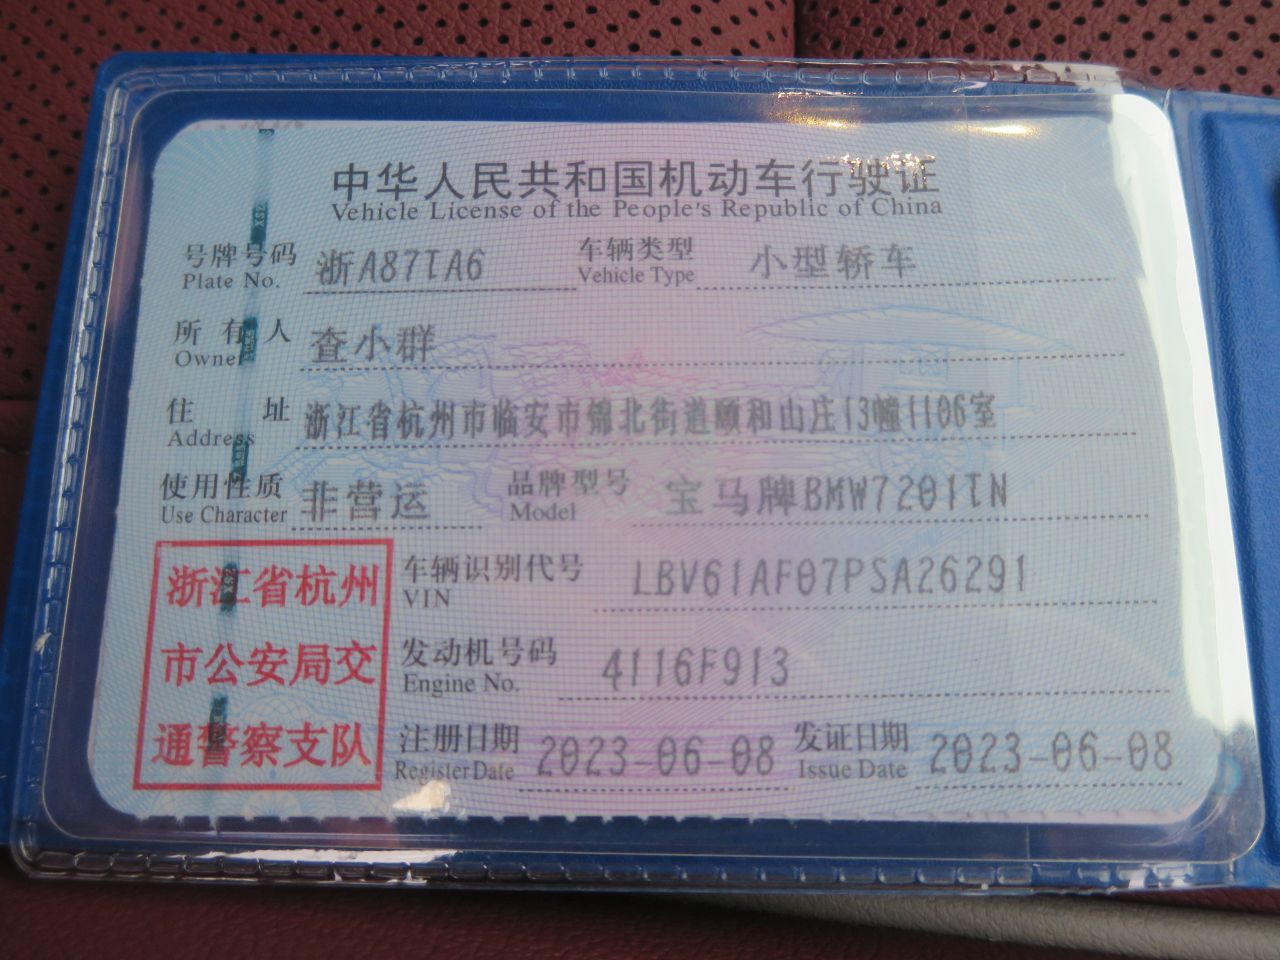 中华人民共和国机动车行驶证
Vehicle License of the People's Republic of China
号牌号码 浙A87TA6 车辆类型 小型轿车
Plate No. Vehicle Type
所有人 查小群
Owner
住址 浙江省杭州市临安市锦北街道颐和山庄13幢1106室
Address
使用性质 非营运 品牌型号 宝马牌BMW7201TN
Use Character Model
浙江省杭州
市公安局交
通警察支队
车辆识别代号 LBV61AF07PSA26291
VIN
发动机号码 4116F913
Engine No.
注册日期 2023-06-08 发证日期 2023-06-08
Register Date Issue Date